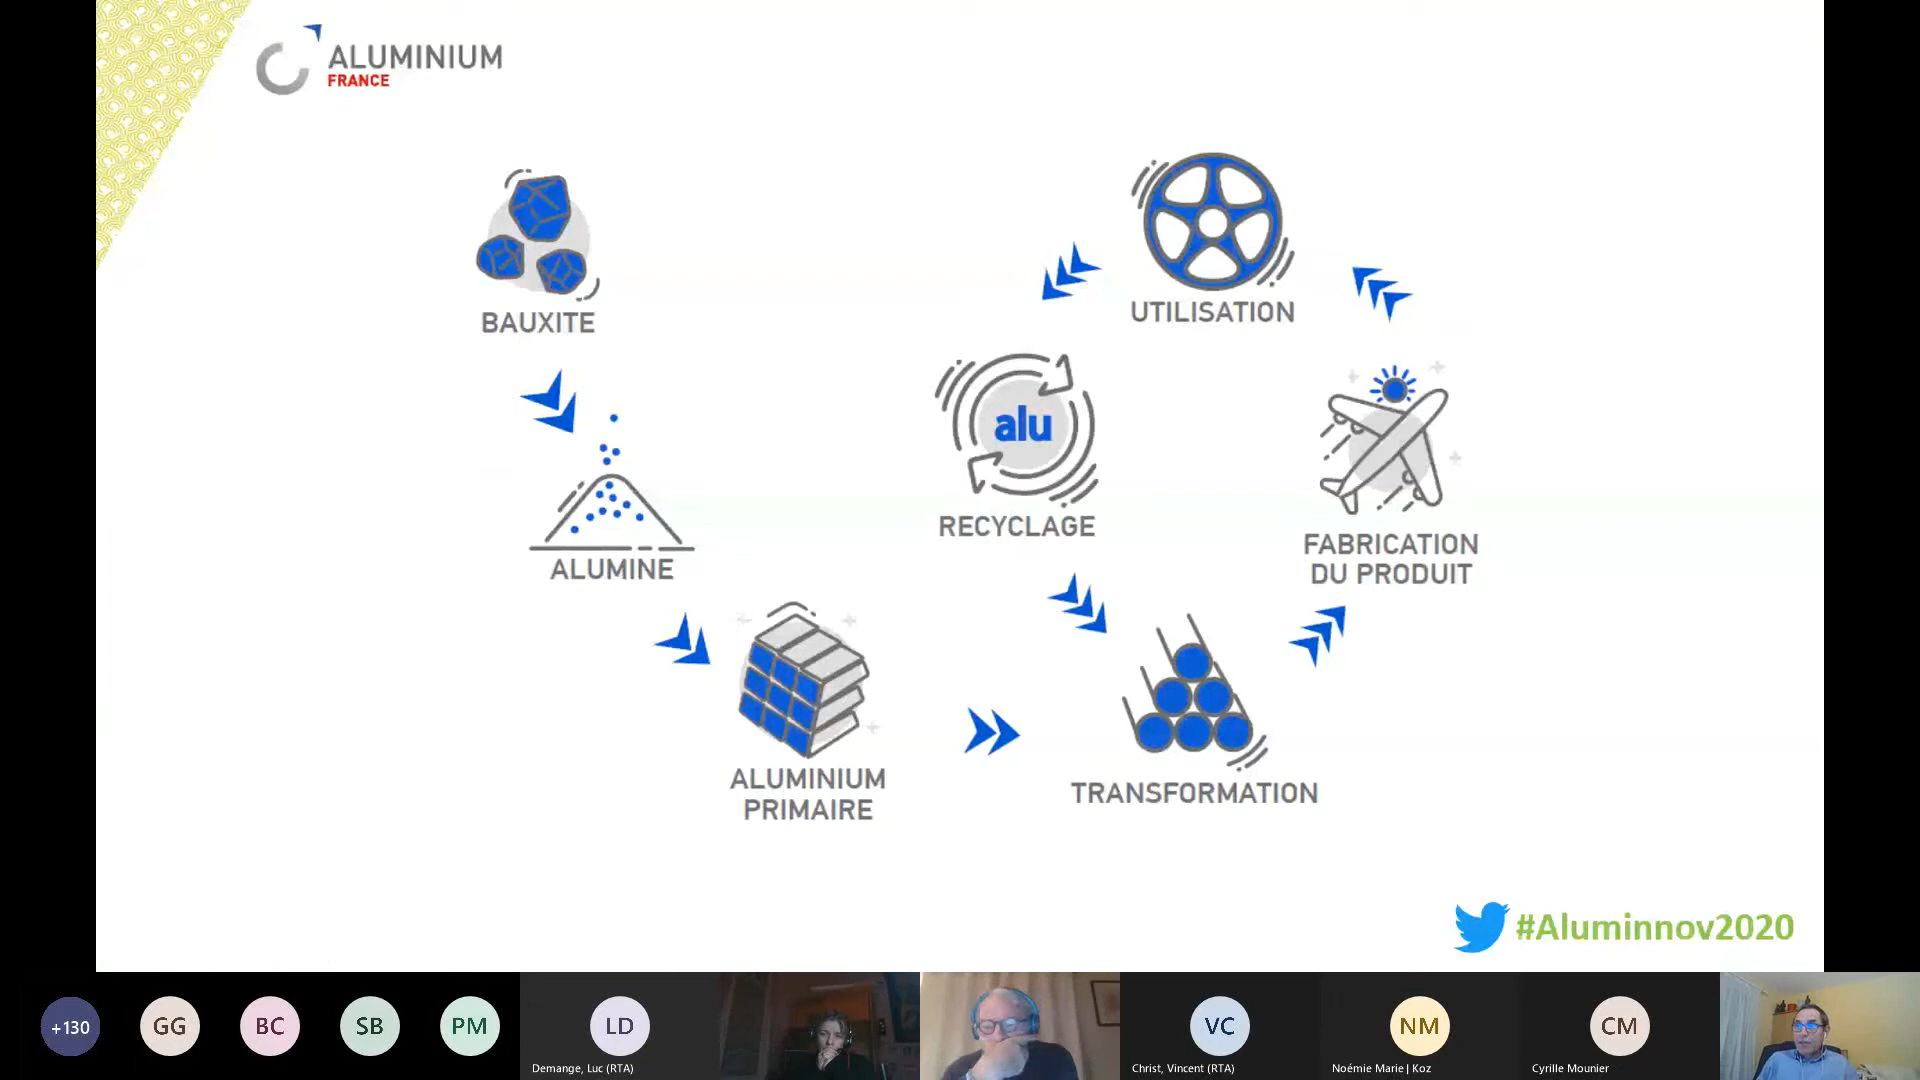 ALUMINIUM
FRANCE
BAUXITE
UTILISATION
alu
RECYCLAGE
FABRICATION
DU PRODUIT
ALUMINE
ALUMINIUM
PRIMAIRE
TRANSFORMATION
#Aluminnov2020
+130
GG
BC
SB
PM
LD
VC
NM
CM
Demange, Luc (RTA)
Christ, Vincent (RTA)
Noémie Marie | Koz
Cyrille Mounier